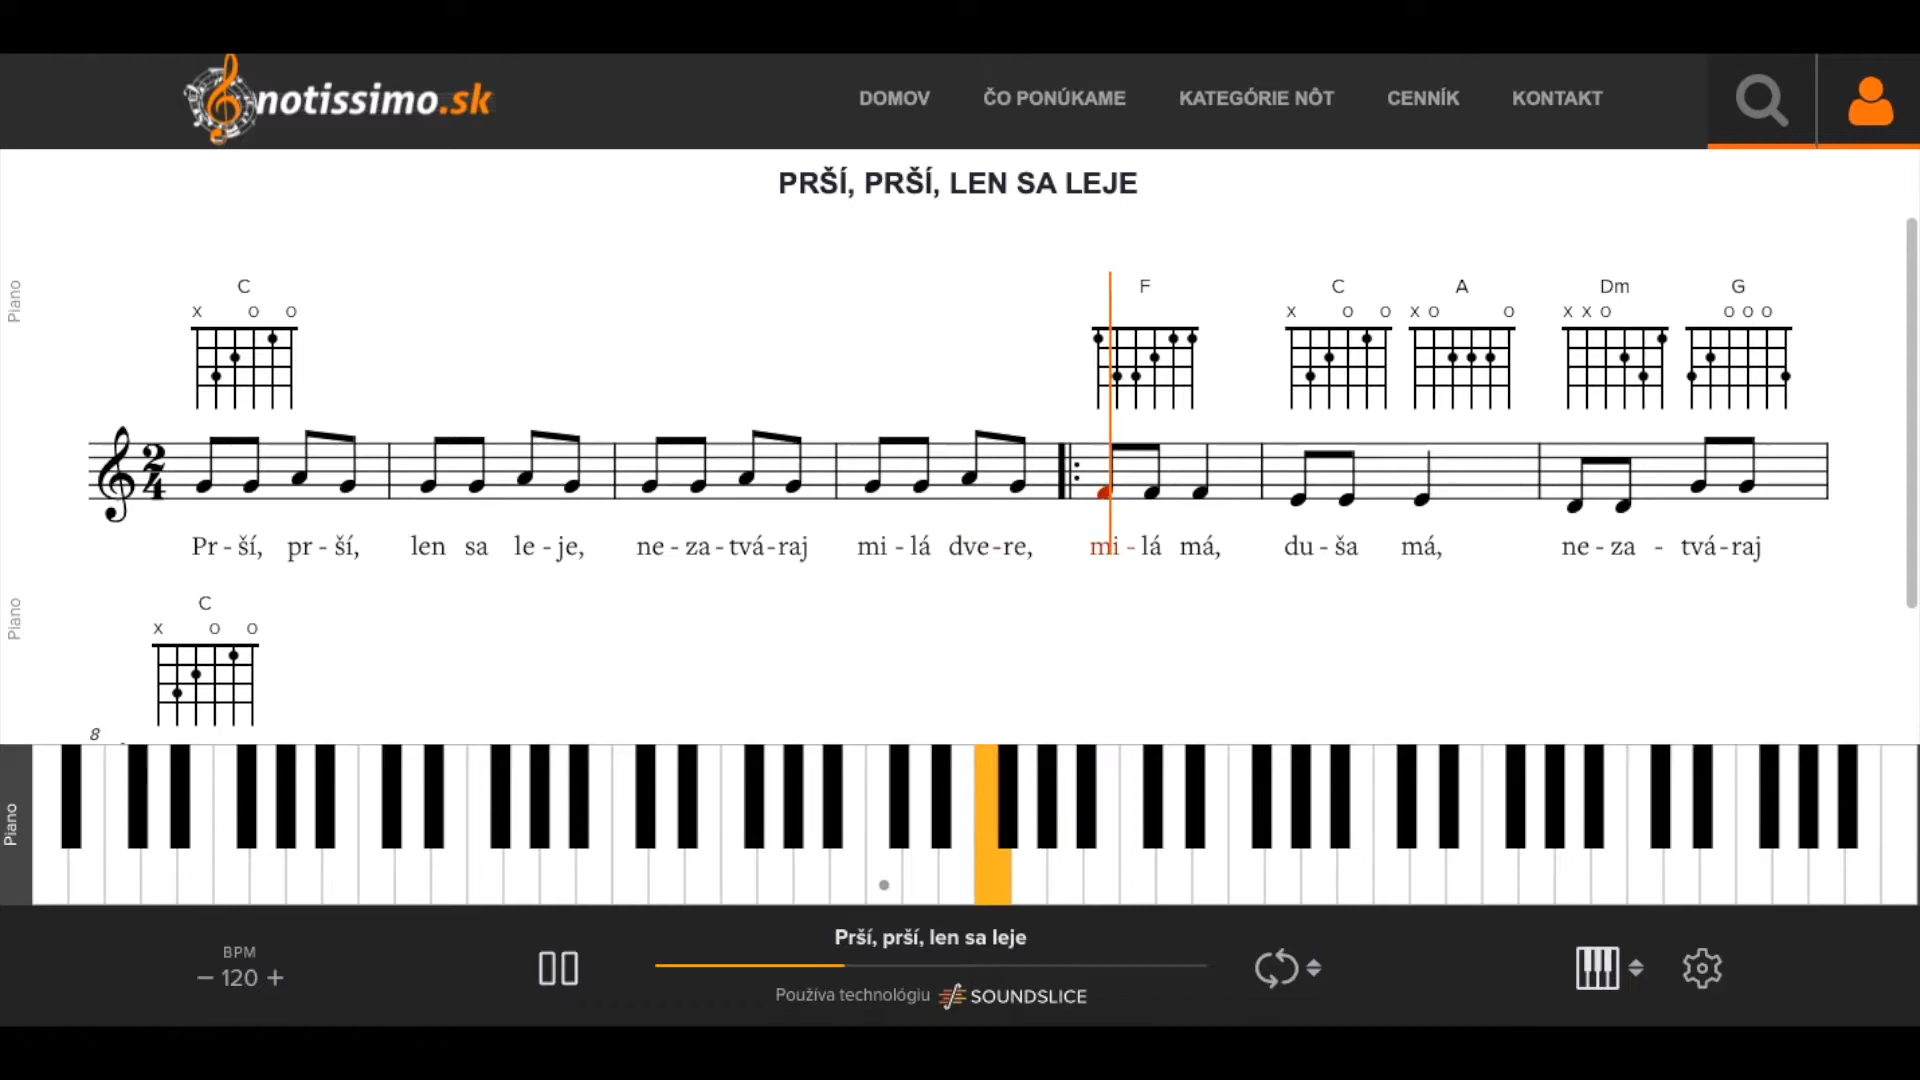 notissimo.sk
DOMOV ČO PONÚKAME KATEGÓRIE NÔT CENNÍK KONTAKT
PRŠÍ, PRŠÍ, LEN SA LEJE
Piano
C F C A Dm G
x o o x o o x o o x x o o o o
2
4
Pr - ší, pr - ší, len sa le - je, ne - za - tvá - raj mi - lá dve - re, mi - lá má, du - ša má, ne - za - tvá - raj
Piano
C
x o o
8
Piano
BPM
– 120 +
Prší, prší, len sa leje
Používa technológiu SOUNDSLICE